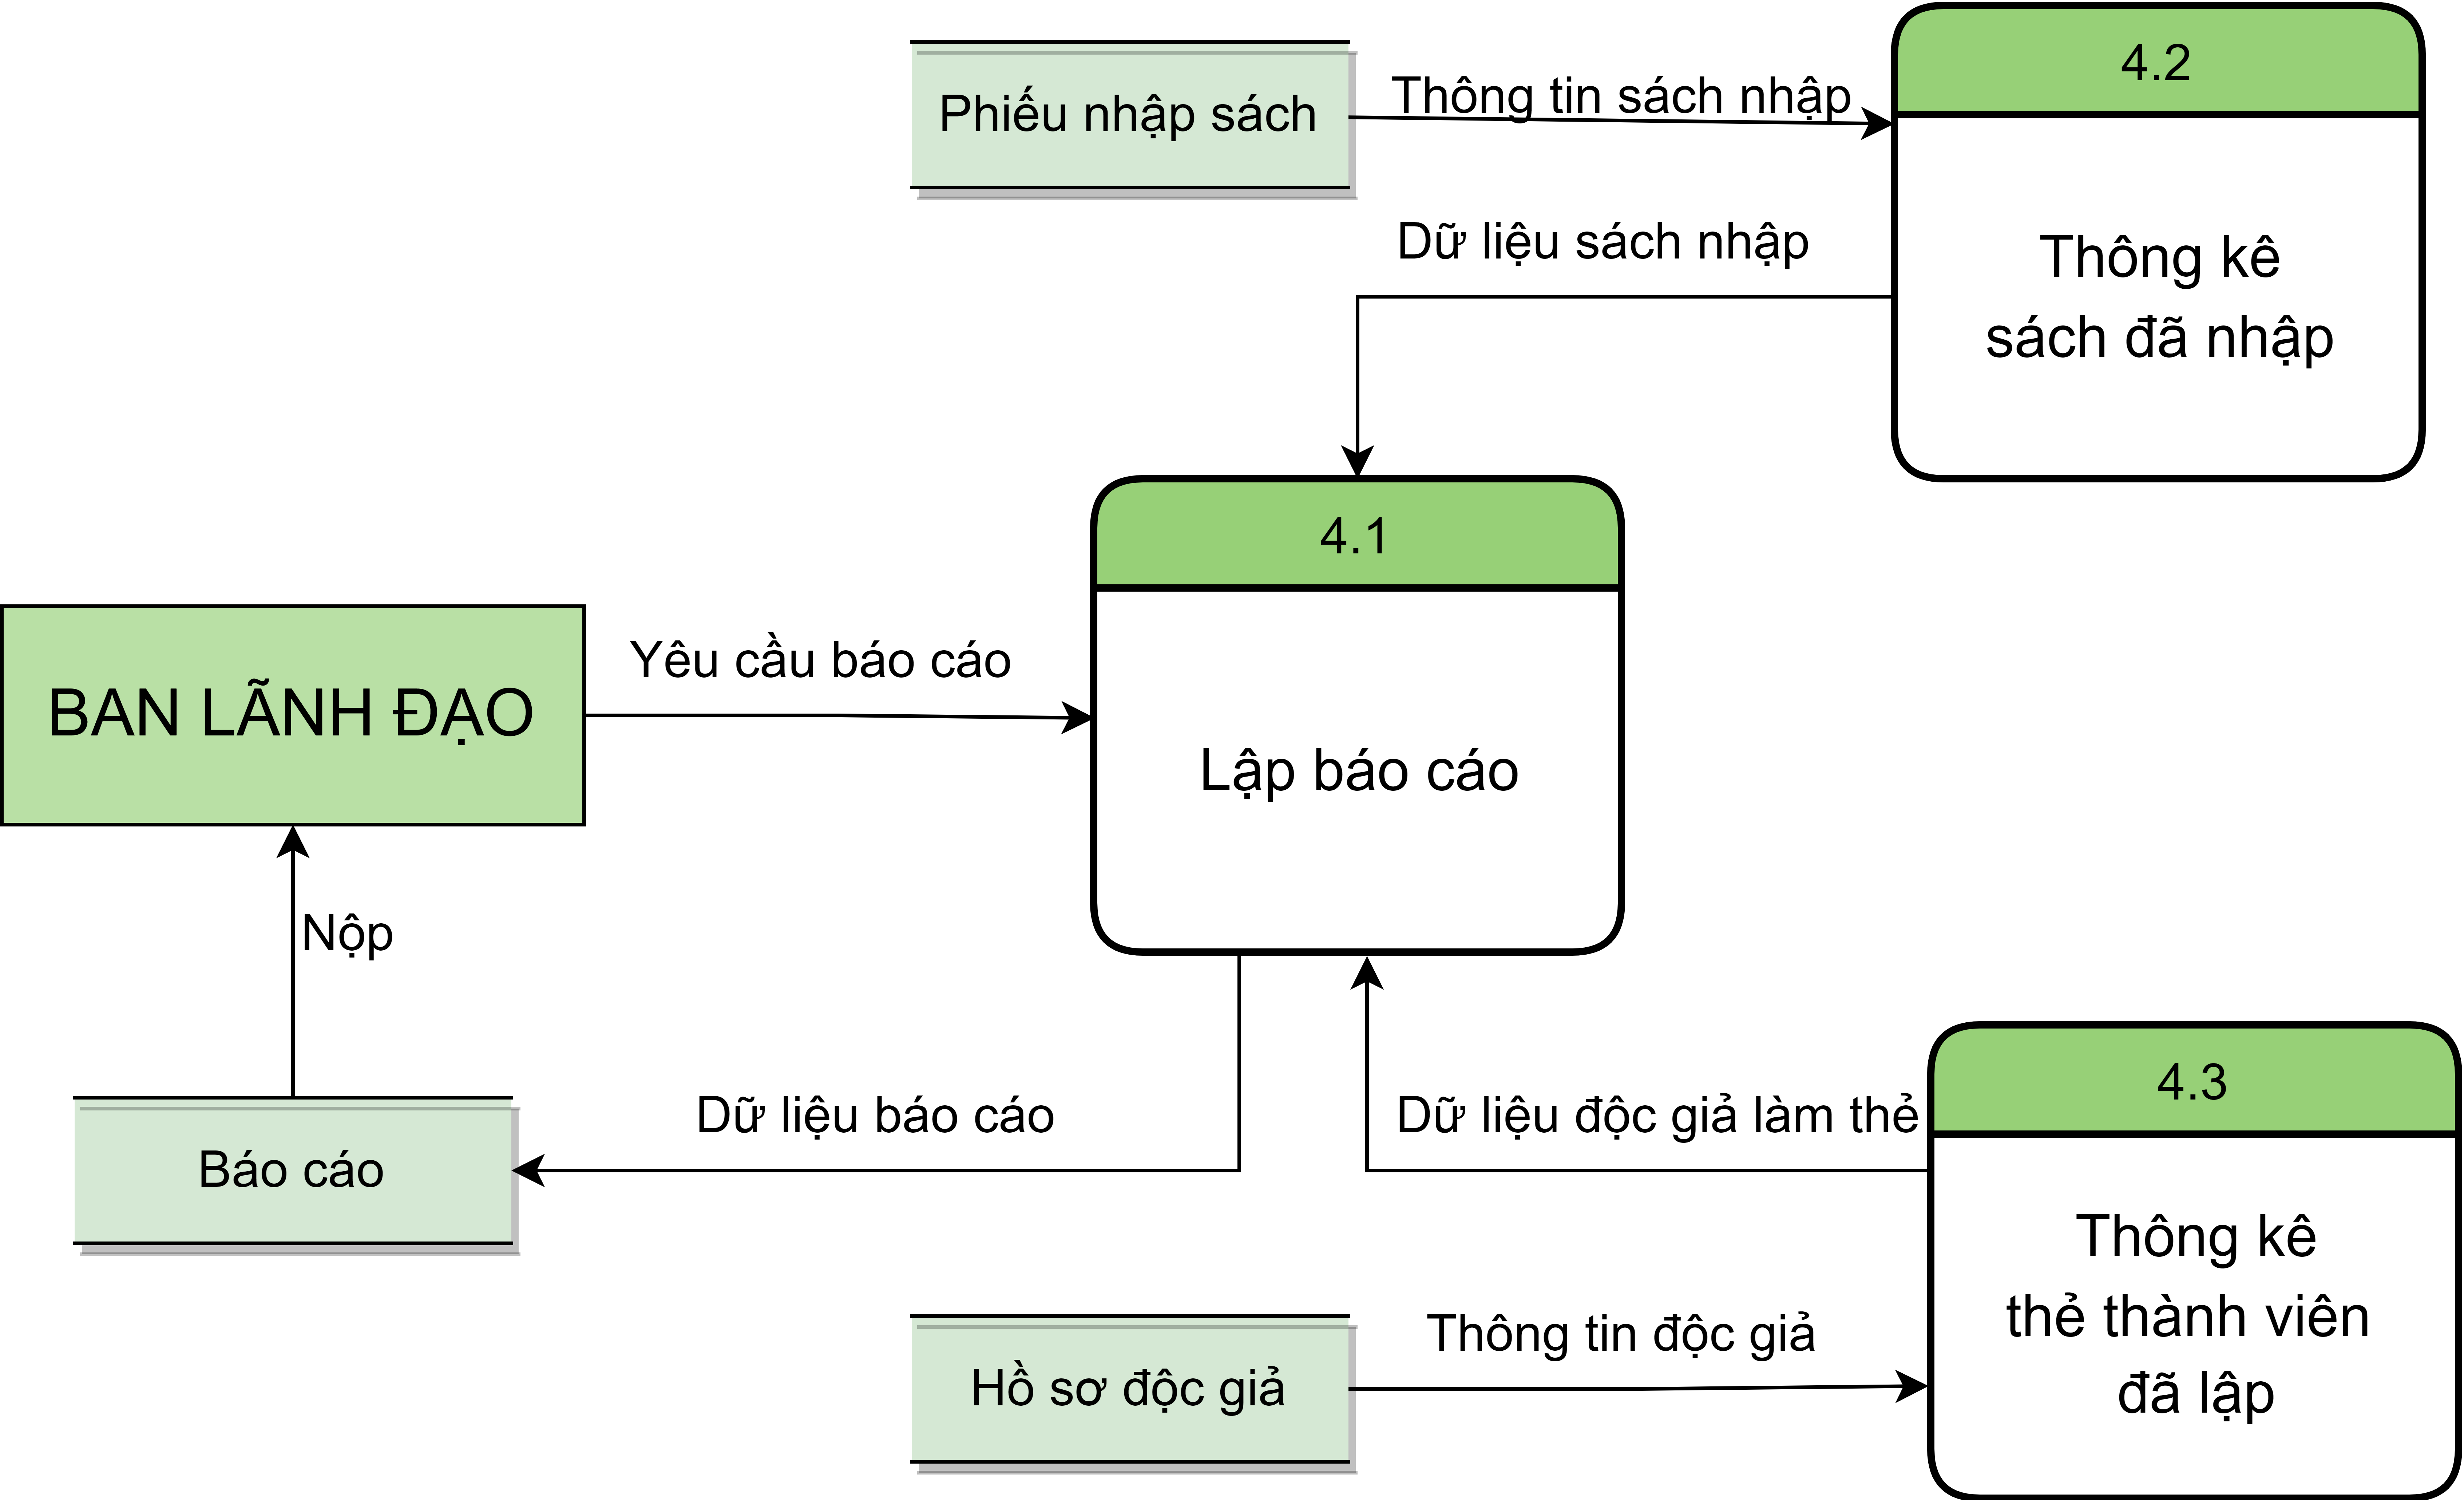 4.2
Phiếu nhập sách
Thông tin sách nhập
Dữ liệu sách nhập
Thông kê
sách đã nhập
4.1
Yêu cầu báo cáo
BAN LÃNH ĐẠO
Lập báo cáo
Nộp
4.3
Dữ liệu báo cáo
Dữ liệu độc giả làm thẻ
Báo cáo
Thông kê
thẻ thành viên
đã lập
Thông tin độc giả
Hồ sơ độc giả